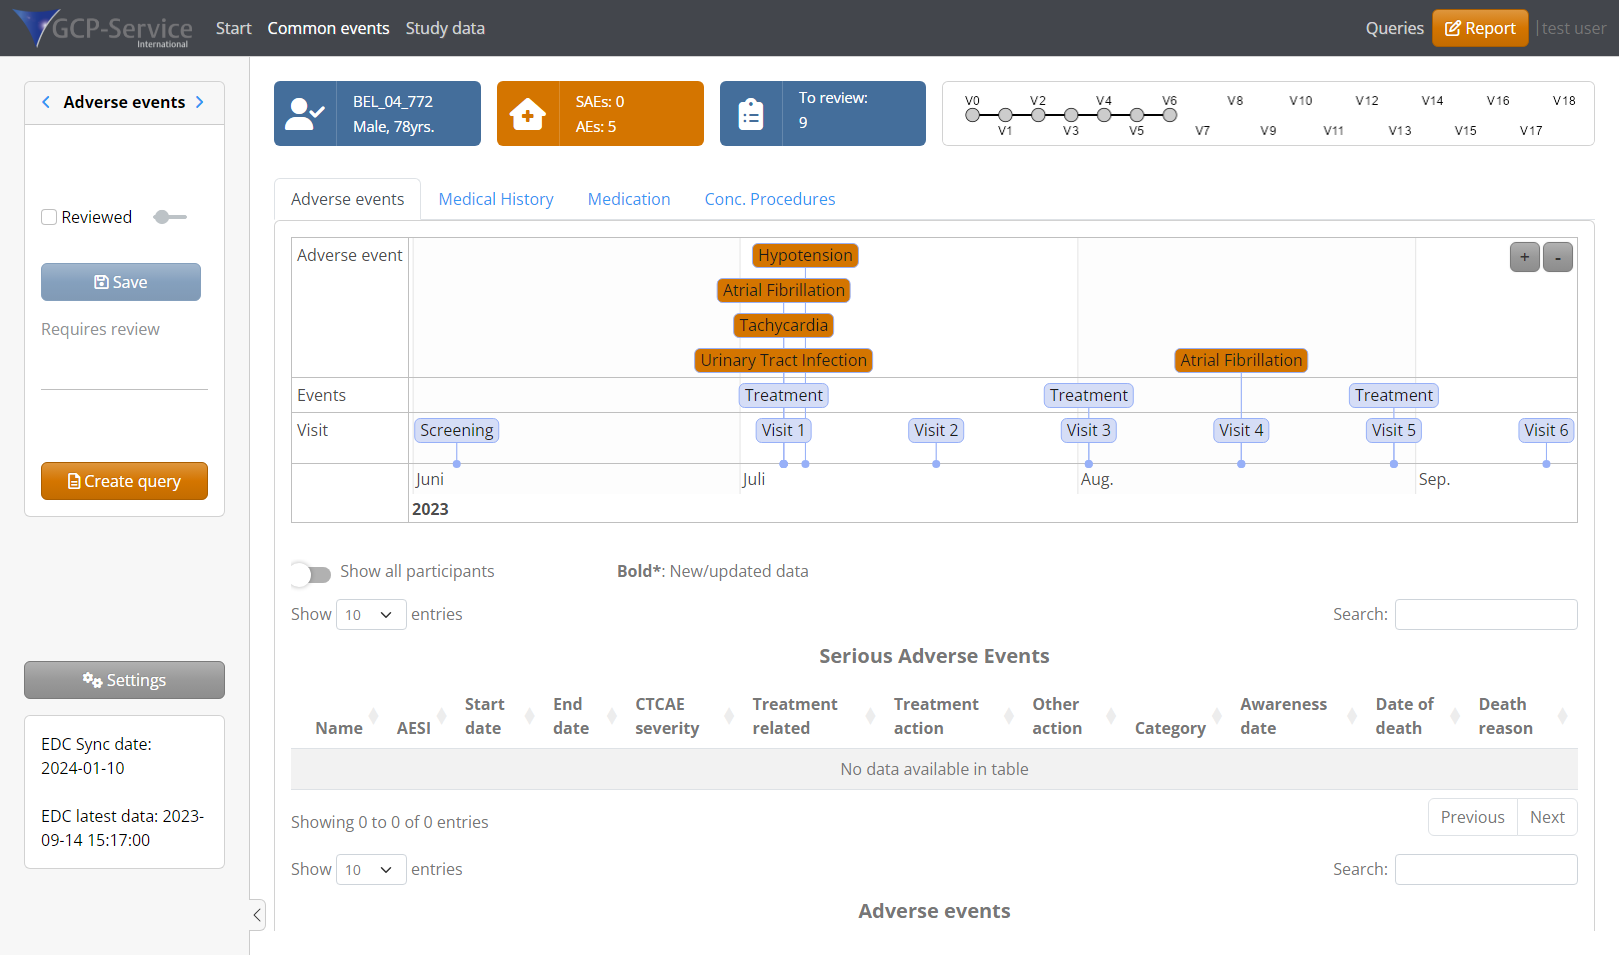 GCP-Service
International
Start Common events Study data
Queries Report | test user
Adverse events
Reviewed
Save
Requires review
Create query
Settings
EDC Sync date:
2024-01-10
EDC latest data: 2023-
09-14 15:17:00
BEL_04_772
Male, 78yrs.
SAEs: 0
AEs: 5
To review:
9
V0 V2 V4 V6 V8 V10 V12 V14 V16 V18
V1 V3 V5 V7 V9 V11 V13 V15 V17
Adverse events Medical History Medication Conc. Procedures
Adverse event
+ -
Hypotension
Atrial Fibrillation
Tachycardia
Urinary Tract Infection Atrial Fibrillation
Events Treatment Treatment Treatment
Visit Screening Visit 1 Visit 2 Visit 3 Visit 4 Visit 5 Visit 6
Juni Juli Aug. Sep.
2023
Show all participants Bold*: New/updated data
Show 10 entries Search:
Serious Adverse Events
Name AESI Start date End date CTCAE severity Treatment related Treatment action Other action Category Awareness date Date of death Death reason
No data available in table
Showing 0 to 0 of 0 entries Previous Next
Show 10 entries Search:
Adverse events